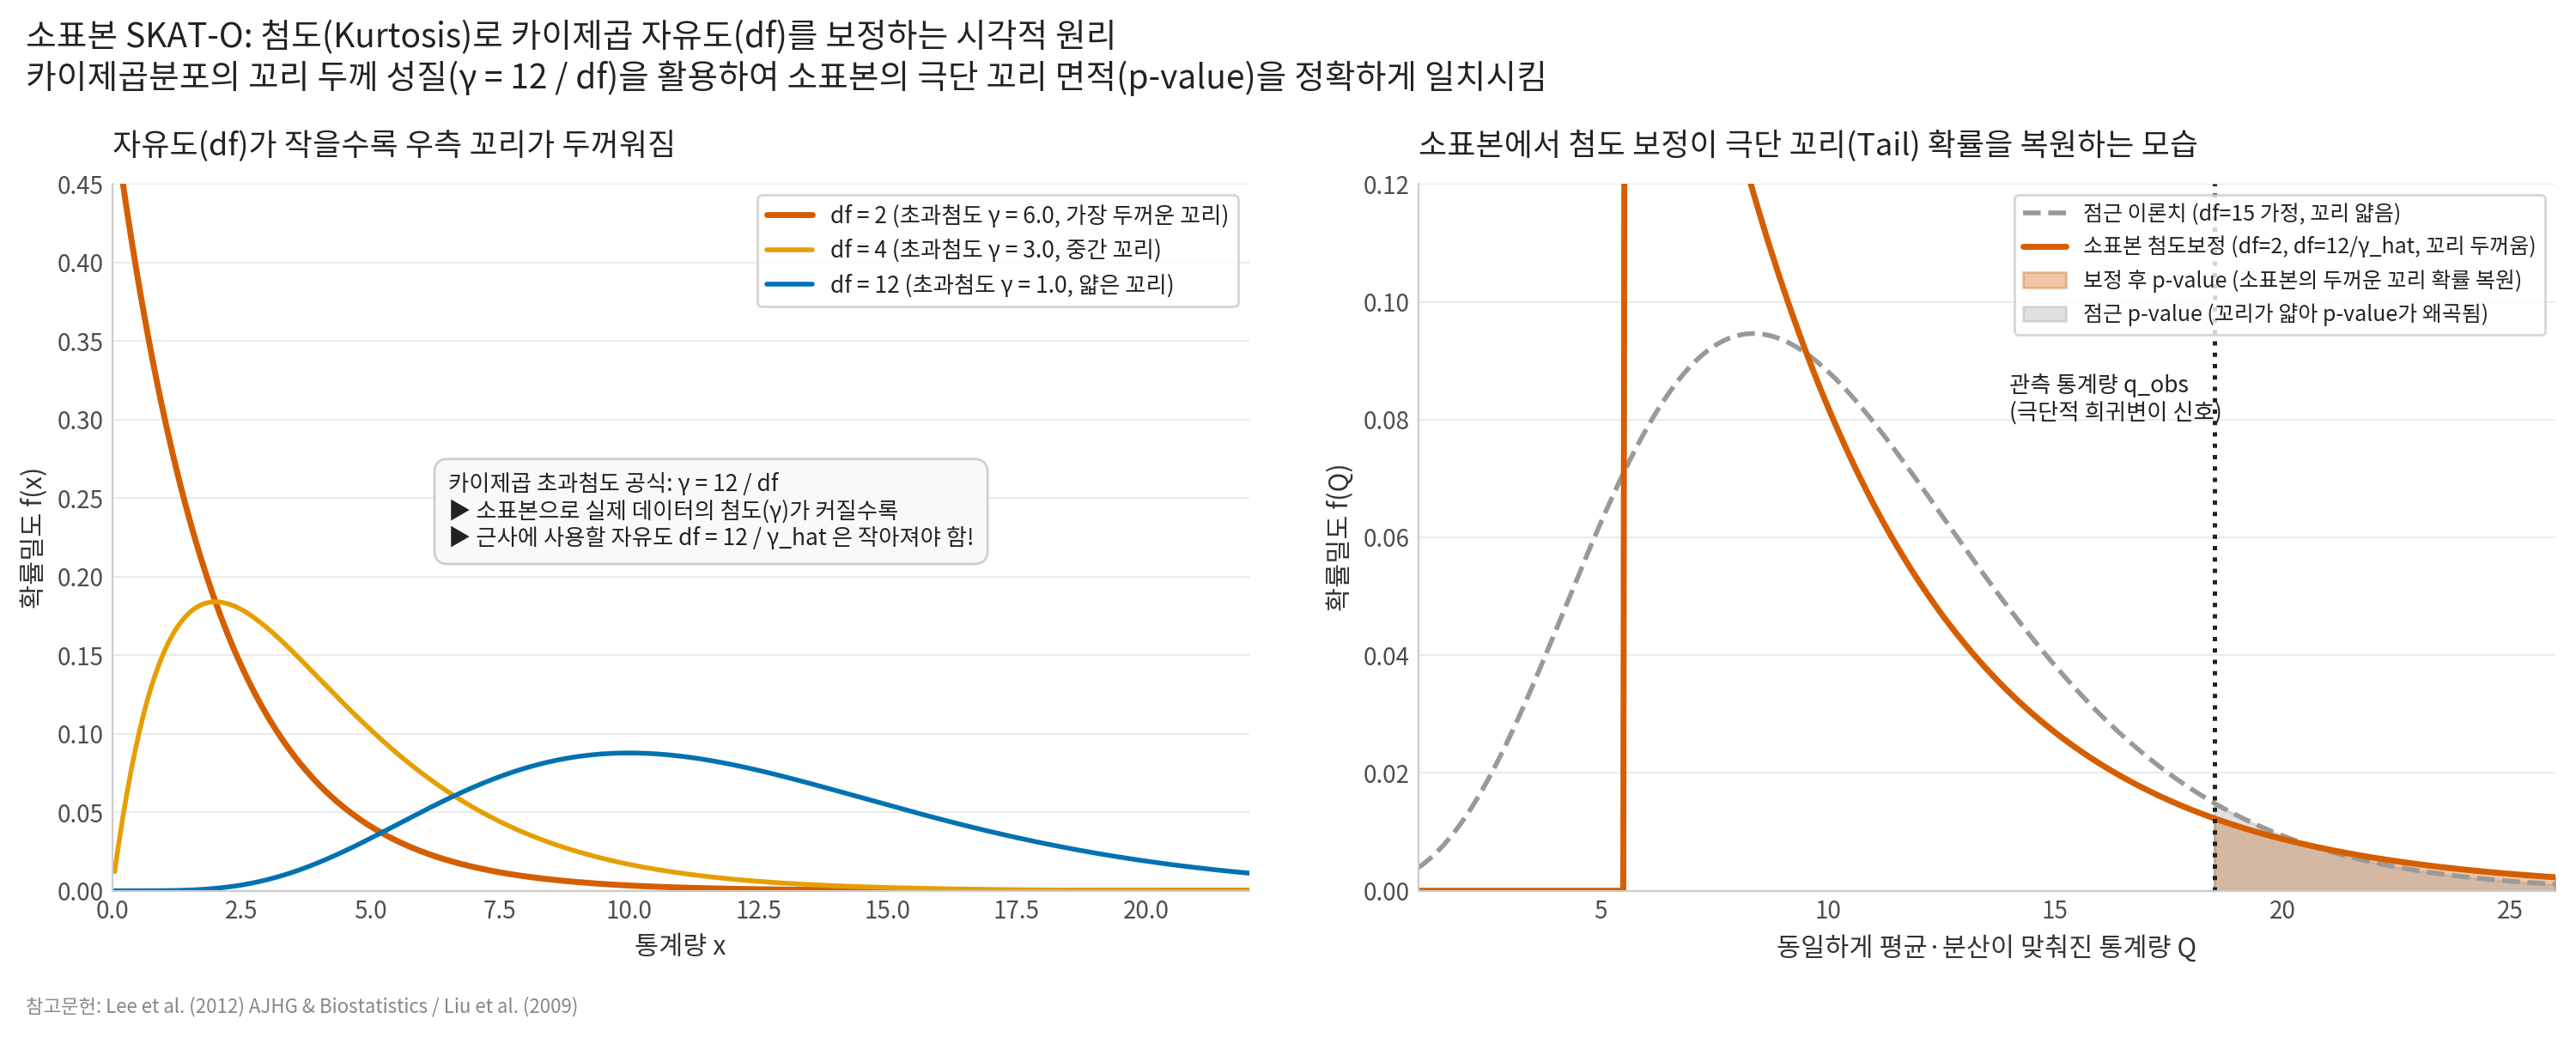 소표본 SKAT-O: 첨도(Kurtosis)로 카이제곱 자유도(df)를 보정하는 시각적 원리
카이제곱분포의 꼬리 두께 성질(γ = 12 / df)을 활용하여 소표본의 극단 꼬리 면적(p-value)을 정확하게 일치시킴
자유도(df)가 작을수록 우측 꼬리가 두꺼워짐
확률밀도 f(x)
0.45
0.40
0.35
0.30
0.25
0.20
0.15
0.10
0.05
0.00
df = 2 (초과첨도 γ = 6.0, 가장 두꺼운 꼬리)
df = 4 (초과첨도 γ = 3.0, 중간 꼬리)
df = 12 (초과첨도 γ = 1.0, 얇은 꼬리)
카이제곱 초과첨도 공식: γ = 12 / df
▶ 소표본으로 실제 데이터의 첨도(γ)가 커질수록
▶ 근사에 사용할 자유도 df = 12 / γ_hat 은 작아져야 함!
0.0 2.5 5.0 7.5 10.0 12.5 15.0 17.5 20.0
통계량 x
소표본에서 첨도 보정이 극단 꼬리(Tail) 확률을 복원하는 모습
확률밀도 f(Q)
0.12
0.10
0.08
0.06
0.04
0.02
0.00
점근 이론치 (df=15 가정, 꼬리 얇음)
소표본 첨도보정 (df=2, df=12/γ_hat, 꼬리 두꺼움)
보정 후 p-value (소표본의 두꺼운 꼬리 확률 복원)
점근 p-value (꼬리가 얇아 p-value가 왜곡됨)
관측 통계량 q_obs
(극단적 희귀변이 신호)
5 10 15 20 25
동일하게 평균·분산이 맞춰진 통계량 Q
참고문헌: Lee et al. (2012) AJHG & Biostatistics / Liu et al. (2009)